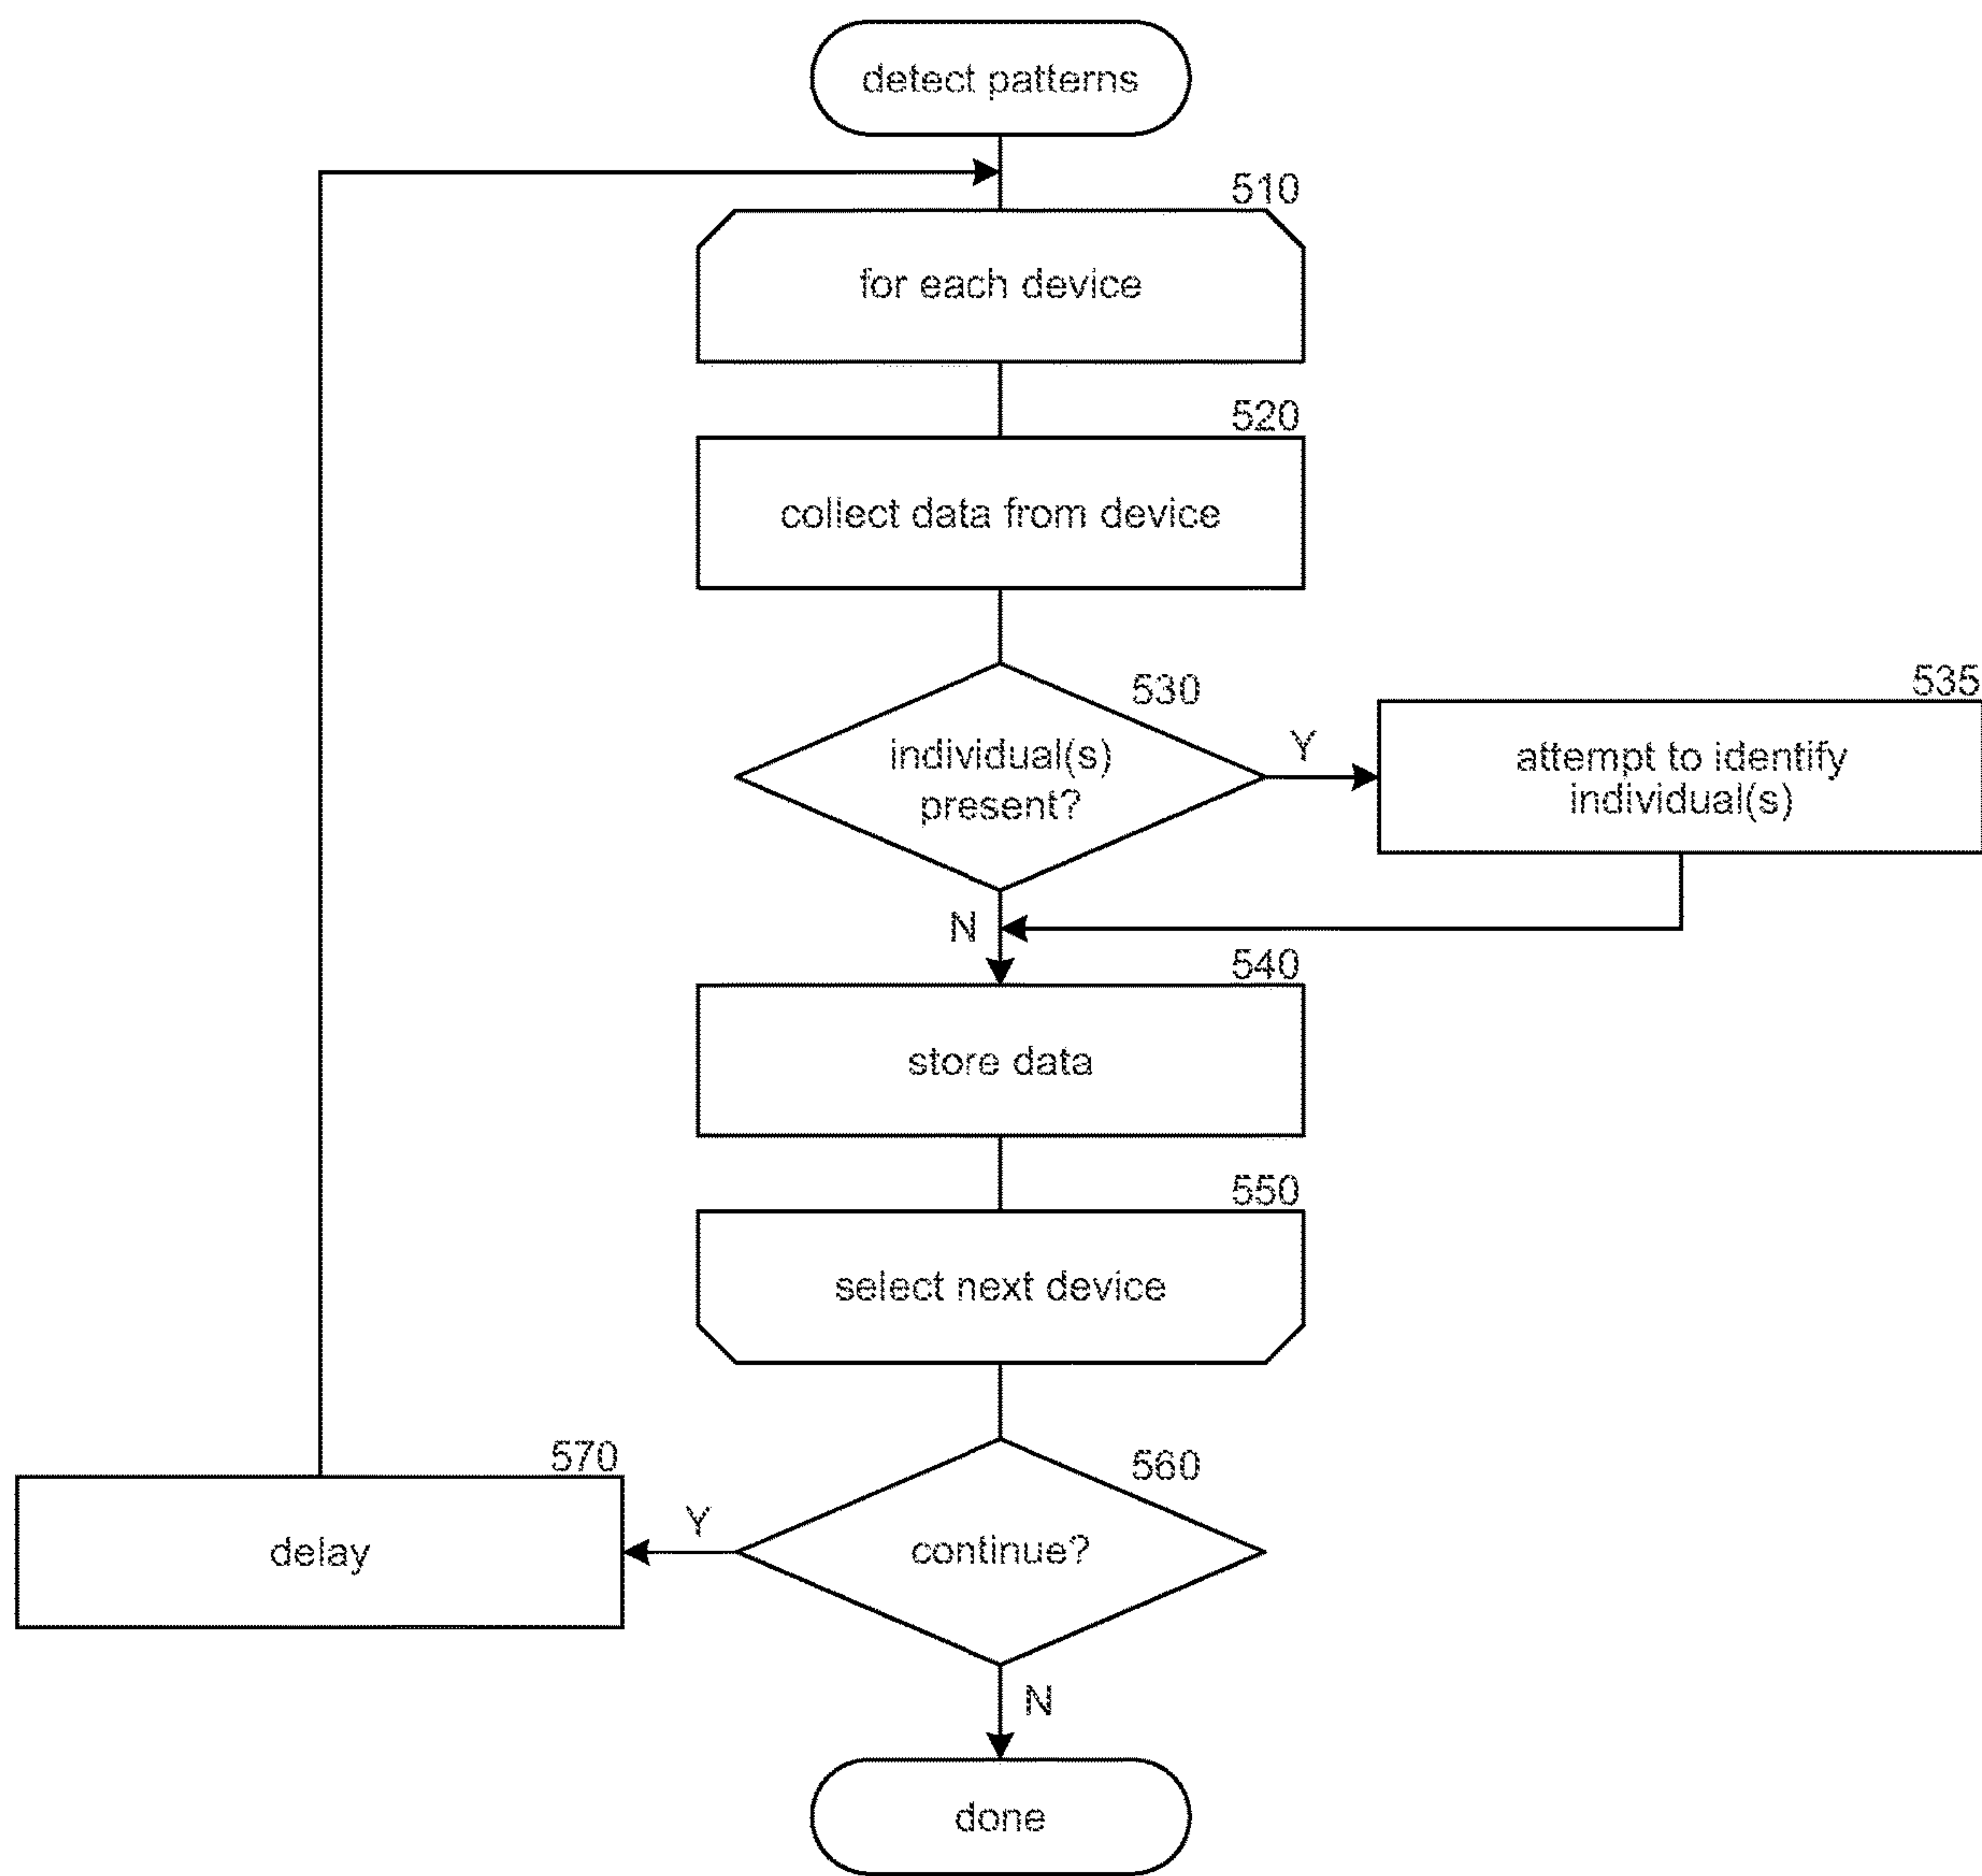 detect patterns
510
for each device
520
collect data from device
530
individual(s)
present?
Y
535
attempt to identify
individual(s)
N
540
store data
550
select next device
560
continue?
Y
570
delay
N
done